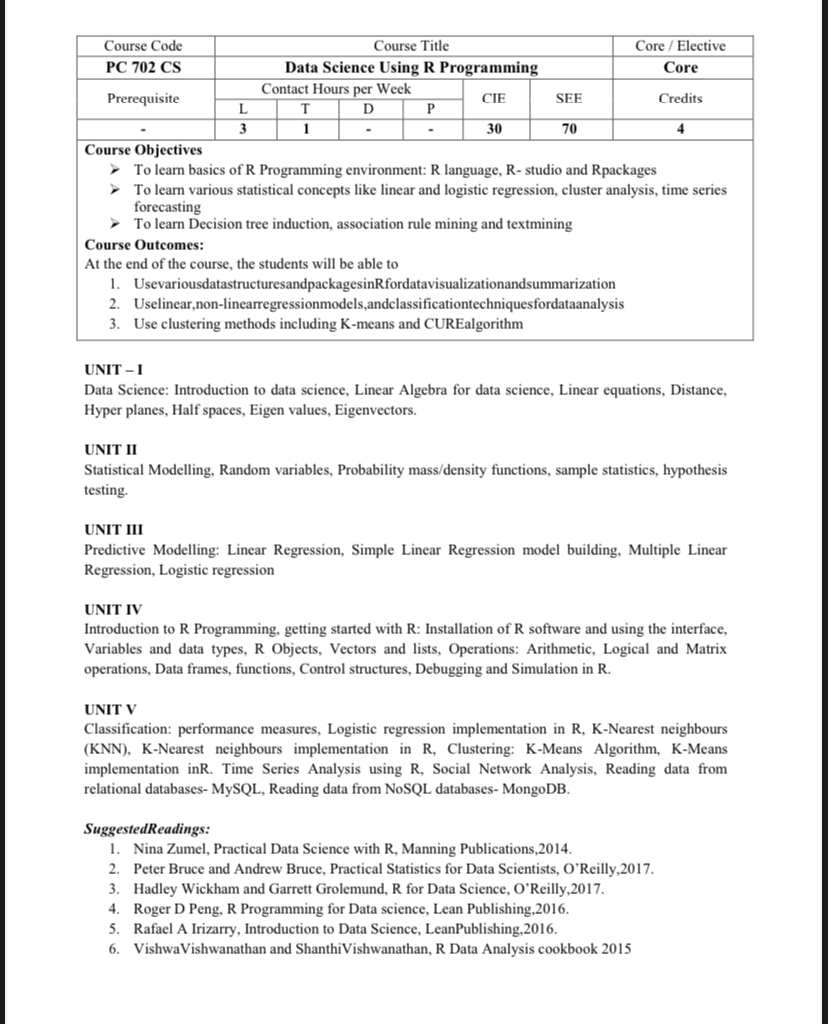 Course Code Course Title Core / Elective
PC 702 CS Data Science Using R Programming Core
Prerequisite Contact Hours per Week CIE SEE Credits
L T D P
- 3 1 - - 30 70 4
Course Objectives
➢ To learn basics of R Programming environment: R language, R- studio and Rpackages
➢ To learn various statistical concepts like linear and logistic regression, cluster analysis, time series
forecasting
➢ To learn Decision tree induction, association rule mining and textmining
Course Outcomes:
At the end of the course, the students will be able to
1. UsevariousdatastructuresandpackagesinRfordatavisualizationandsummarization
2. Uselinear,non-linearregressionmodels,andclassificationtechniquesfordataanalysis
3. Use clustering methods including K-means and CUREalgorithm
UNIT – I
Data Science: Introduction to data science, Linear Algebra for data science, Linear equations, Distance,
Hyper planes, Half spaces, Eigen values, Eigenvectors.
UNIT II
Statistical Modelling, Random variables, Probability mass/density functions, sample statistics, hypothesis
testing.
UNIT III
Predictive Modelling: Linear Regression, Simple Linear Regression model building, Multiple Linear
Regression, Logistic regression
UNIT IV
Introduction to R Programming, getting started with R: Installation of R software and using the interface,
Variables and data types, R Objects, Vectors and lists, Operations: Arithmetic, Logical and Matrix
operations, Data frames, functions, Control structures, Debugging and Simulation in R.
UNIT V
Classification: performance measures, Logistic regression implementation in R, K-Nearest neighbours
(KNN), K-Nearest neighbours implementation in R, Clustering: K-Means Algorithm, K-Means
implementation inR. Time Series Analysis using R, Social Network Analysis, Reading data from
relational databases- MySQL, Reading data from NoSQL databases- MongoDB.
SuggestedReadings:
1. Nina Zumel, Practical Data Science with R, Manning Publications,2014.
2. Peter Bruce and Andrew Bruce, Practical Statistics for Data Scientists, O’Reilly,2017.
3. Hadley Wickham and Garrett Grolemund, R for Data Science, O’Reilly,2017.
4. Roger D Peng, R Programming for Data science, Lean Publishing,2016.
5. Rafael A Irizarry, Introduction to Data Science, LeanPublishing,2016.
6. VishwaVishwanathan and ShanthiVishwanathan, R Data Analysis cookbook 2015